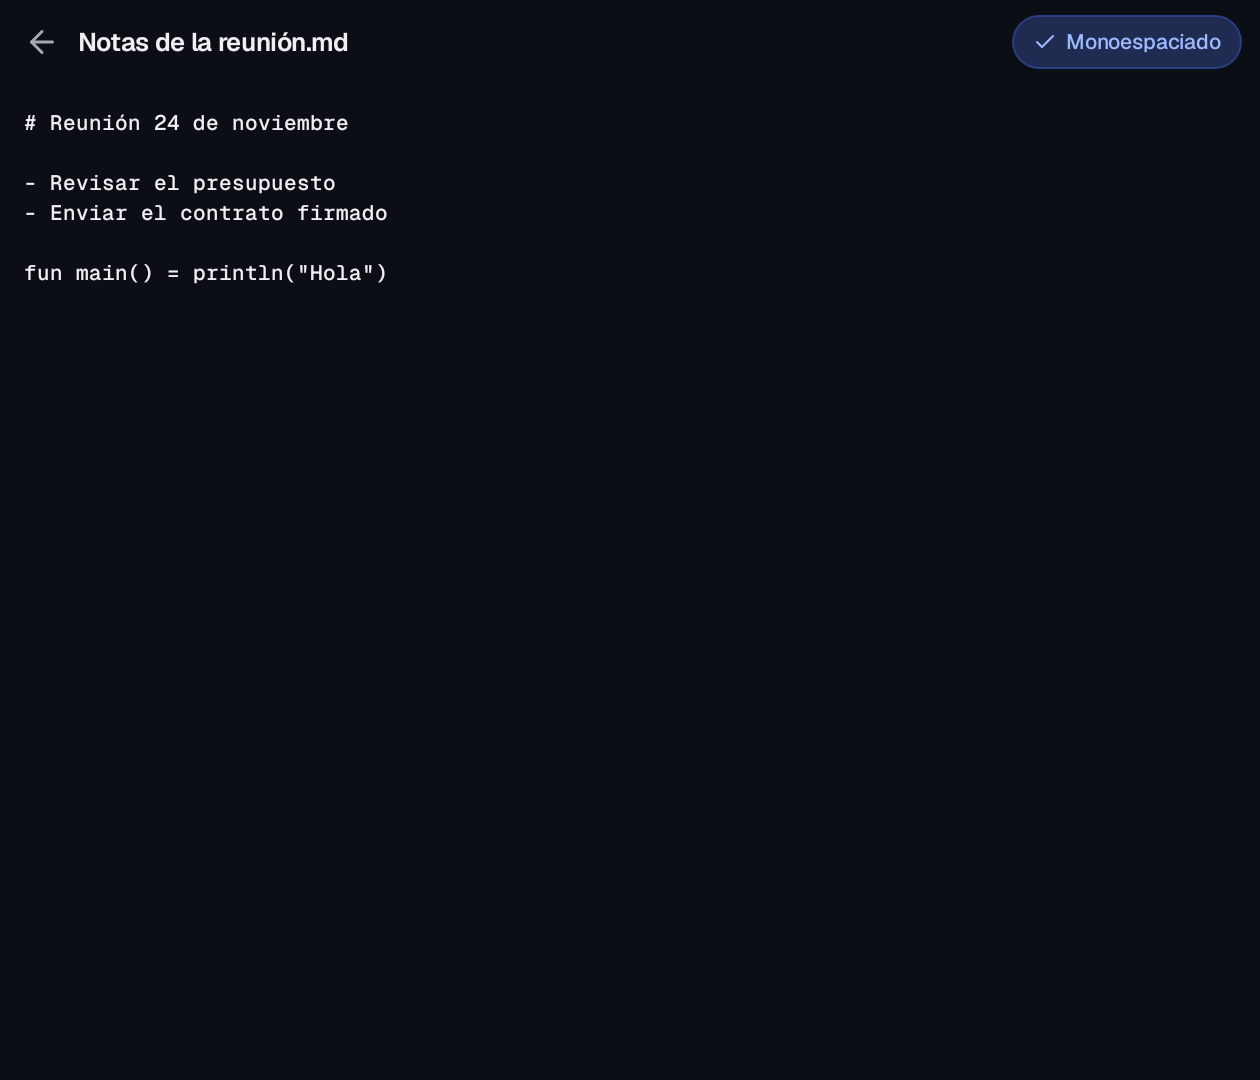 Notas de la reunión.md
Monoespaciado
# Reunión 24 de noviembre
- Revisar el presupuesto
- Enviar el contrato firmado
fun main() = println("Hola")